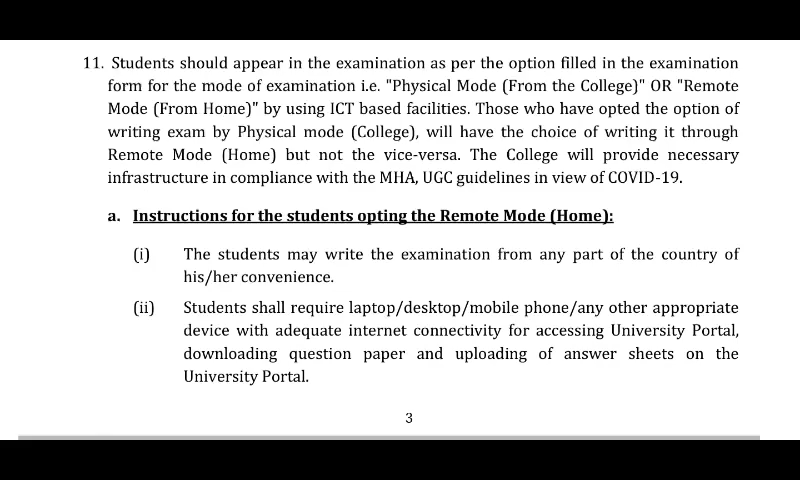 11. Students should appear in the examination as per the option filled in the examination
form for the mode of examination i.e. "Physical Mode (From the College)" OR "Remote
Mode (From Home)" by using ICT based facilities. Those who have opted the option of
writing exam by Physical mode (College), will have the choice of writing it through
Remote Mode (Home) but not the vice-versa. The College will provide necessary
infrastructure in compliance with the MHA, UGC guidelines in view of COVID-19.
a. Instructions for the students opting the Remote Mode (Home):
(i) The students may write the examination from any part of the country of
his/her convenience.
(ii) Students shall require laptop/desktop/mobile phone/any other appropriate
device with adequate internet connectivity for accessing University Portal,
downloading question paper and uploading of answer sheets on the
University Portal.
3